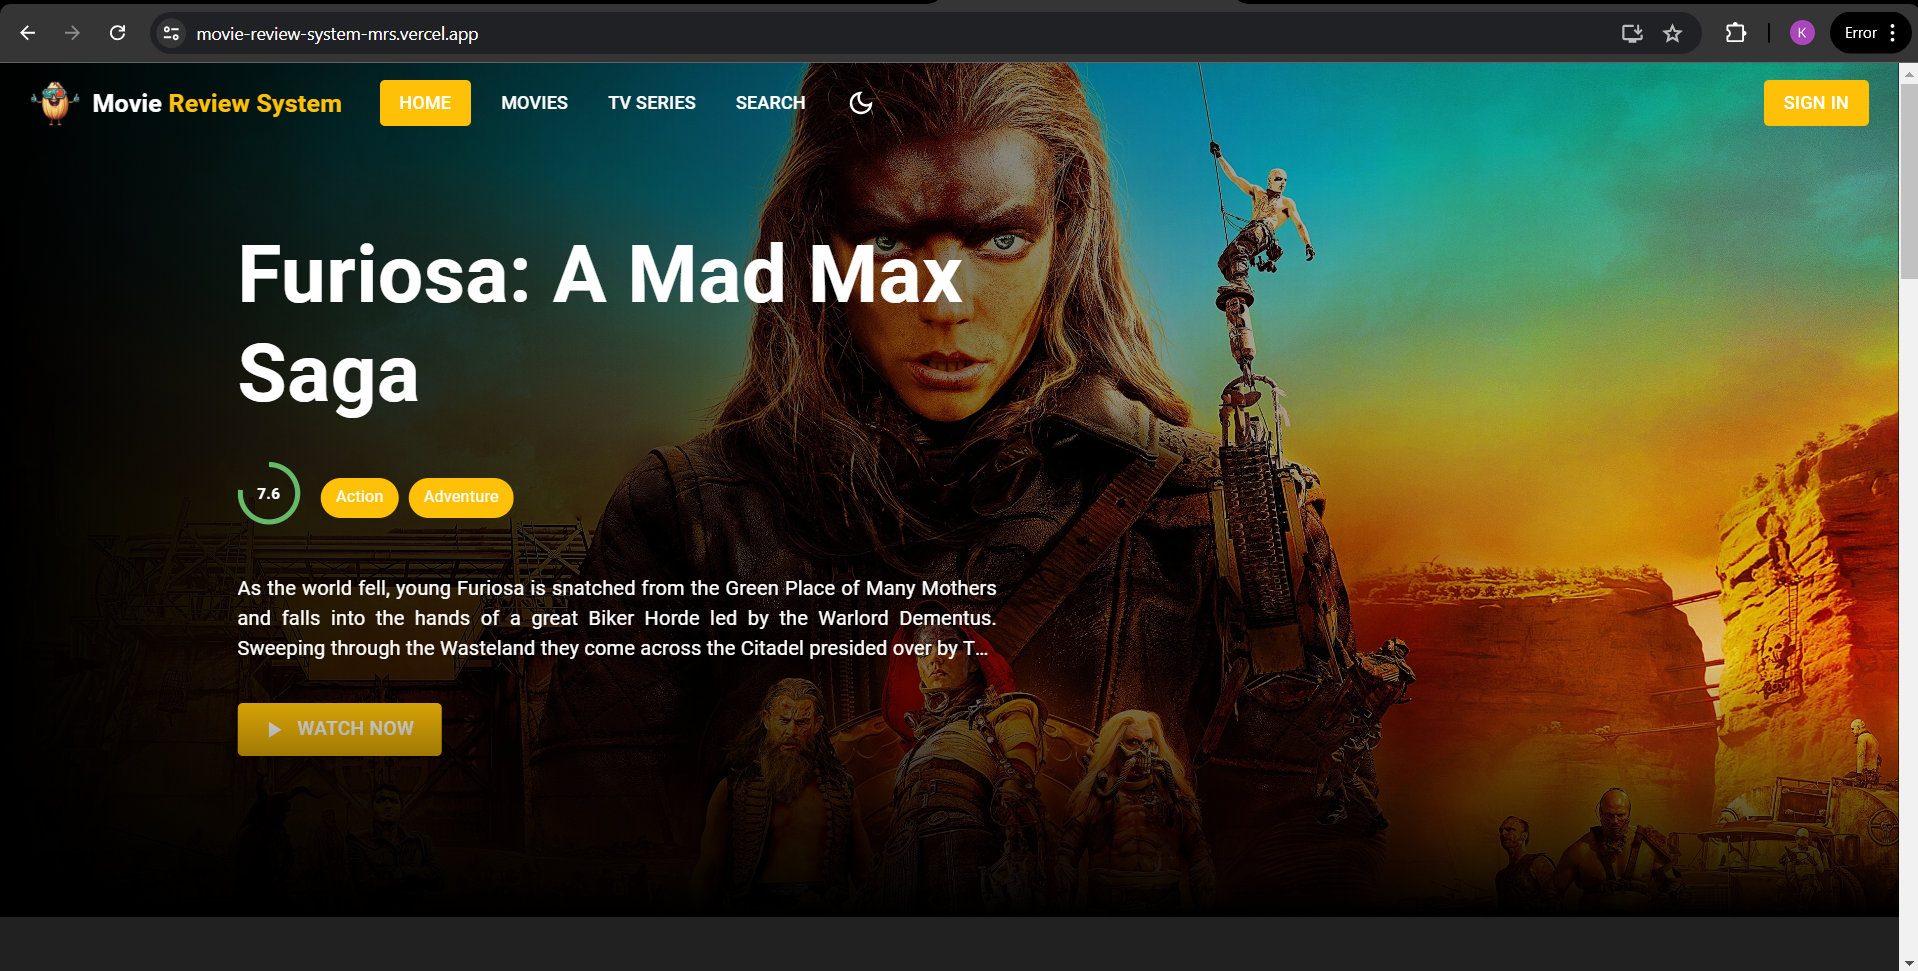 movie-review-system-mrs.vercel.app
K
Error
Movie Review System
HOME
MOVIES
TV SERIES
SEARCH
SIGN IN
Furiosa: A Mad Max
Saga
7.6
Action
Adventure
As the world fell, young Furiosa is snatched from the Green Place of Many Mothers
and falls into the hands of a great Biker Horde led by the Warlord Dementus.
Sweeping through the Wasteland they come across the Citadel presided over by T...
WATCH NOW